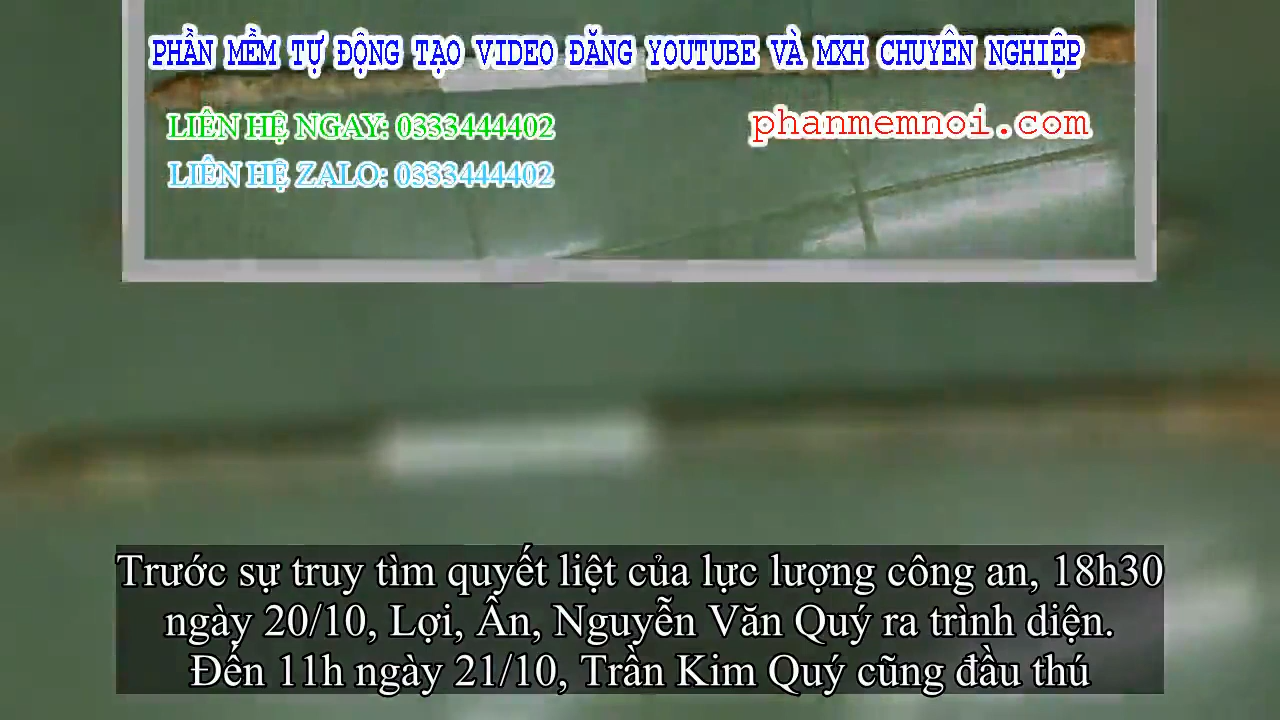 PHẦN MỀM TỰ ĐỘNG TẠO VIDEO ĐĂNG YOUTUBE VÀ MXH CHUYÊN NGHIỆP
LIÊN HỆ NGAY: 0333444402
phanmemnoi.com
LIÊN HỆ ZALO: 0333444402
Trước sự truy tìm quyết liệt của lực lượng công an, 18h30
ngày 20/10, Lợi, Ân, Nguyễn Văn Quý ra trình diện.
Đến 11h ngày 21/10, Trần Kim Quý cũng đầu thú